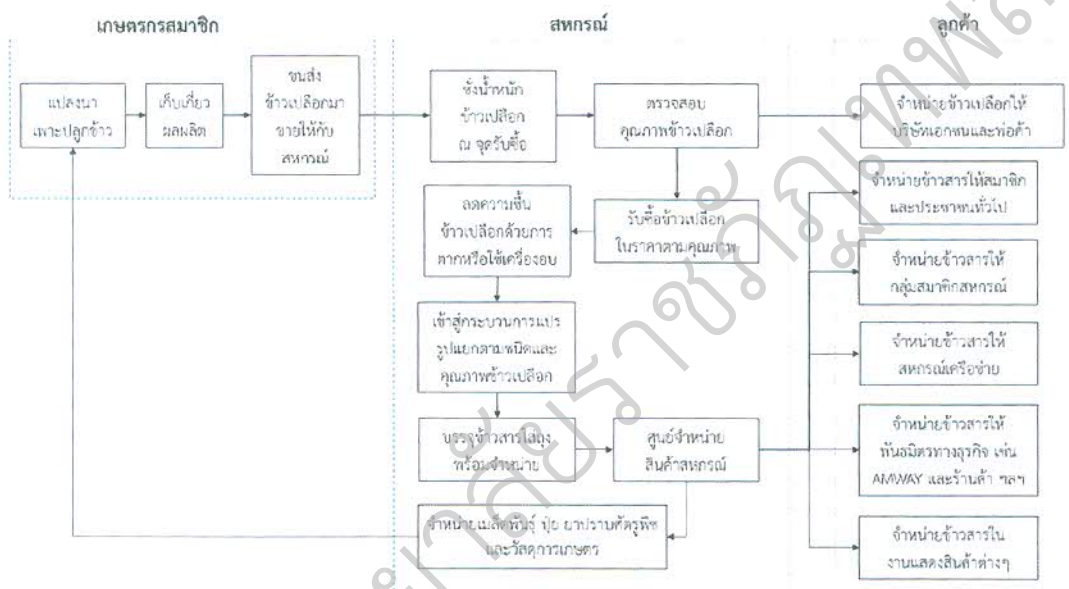 เกษตรกรสมาชิก
สหกรณ์
ลูกค้า
แปลงนา
เพาะปลูกข้าว
เก็บเกี่ยว
ผลผลิต
ขนส่ง
ข้าวเปลือกมา
ขายให้กับ
สหกรณ์
ชั่งน้ำหนัก
ข้าวเปลือก
ณ จุดรับซื้อ
ตรวจสอบ
คุณภาพข้าวเปลือก
จำหน่ายข้าวเปลือกให้
บริษัทเอกชนและพ่อค้า
รับซื้อข้าวเปลือก
ในราคาตามคุณภาพ
ลดความชื้น
ข้าวเปลือกด้วยการ
ตากหรือใช้เครื่องอบ
เข้าสู่กระบวนการแปร
รูปแยกตามชนิดและ
คุณภาพข้าวเปลือก
บรรจุข้าวสารใส่ถุง
พร้อมจำหน่าย
ศูนย์จำหน่าย
สินค้าสหกรณ์
จำหน่ายเมล็ดพันธุ์ ปุ๋ย ยาปราบศัตรูพืช
และวัสดุการเกษตร
จำหน่ายข้าวสารให้สมาชิก
และประชาชนทั่วไป
จำหน่ายข้าวสารให้
กลุ่มสมาชิกสหกรณ์
จำหน่ายข้าวสารให้
สหกรณ์เครือข่าย
จำหน่ายข้าวสารให้
พันธมิตรทางธุรกิจ เช่น
AMWAY และร้านค้า ฯลฯ
จำหน่ายข้าวสารใน
งานแสดงสินค้าต่างๆ